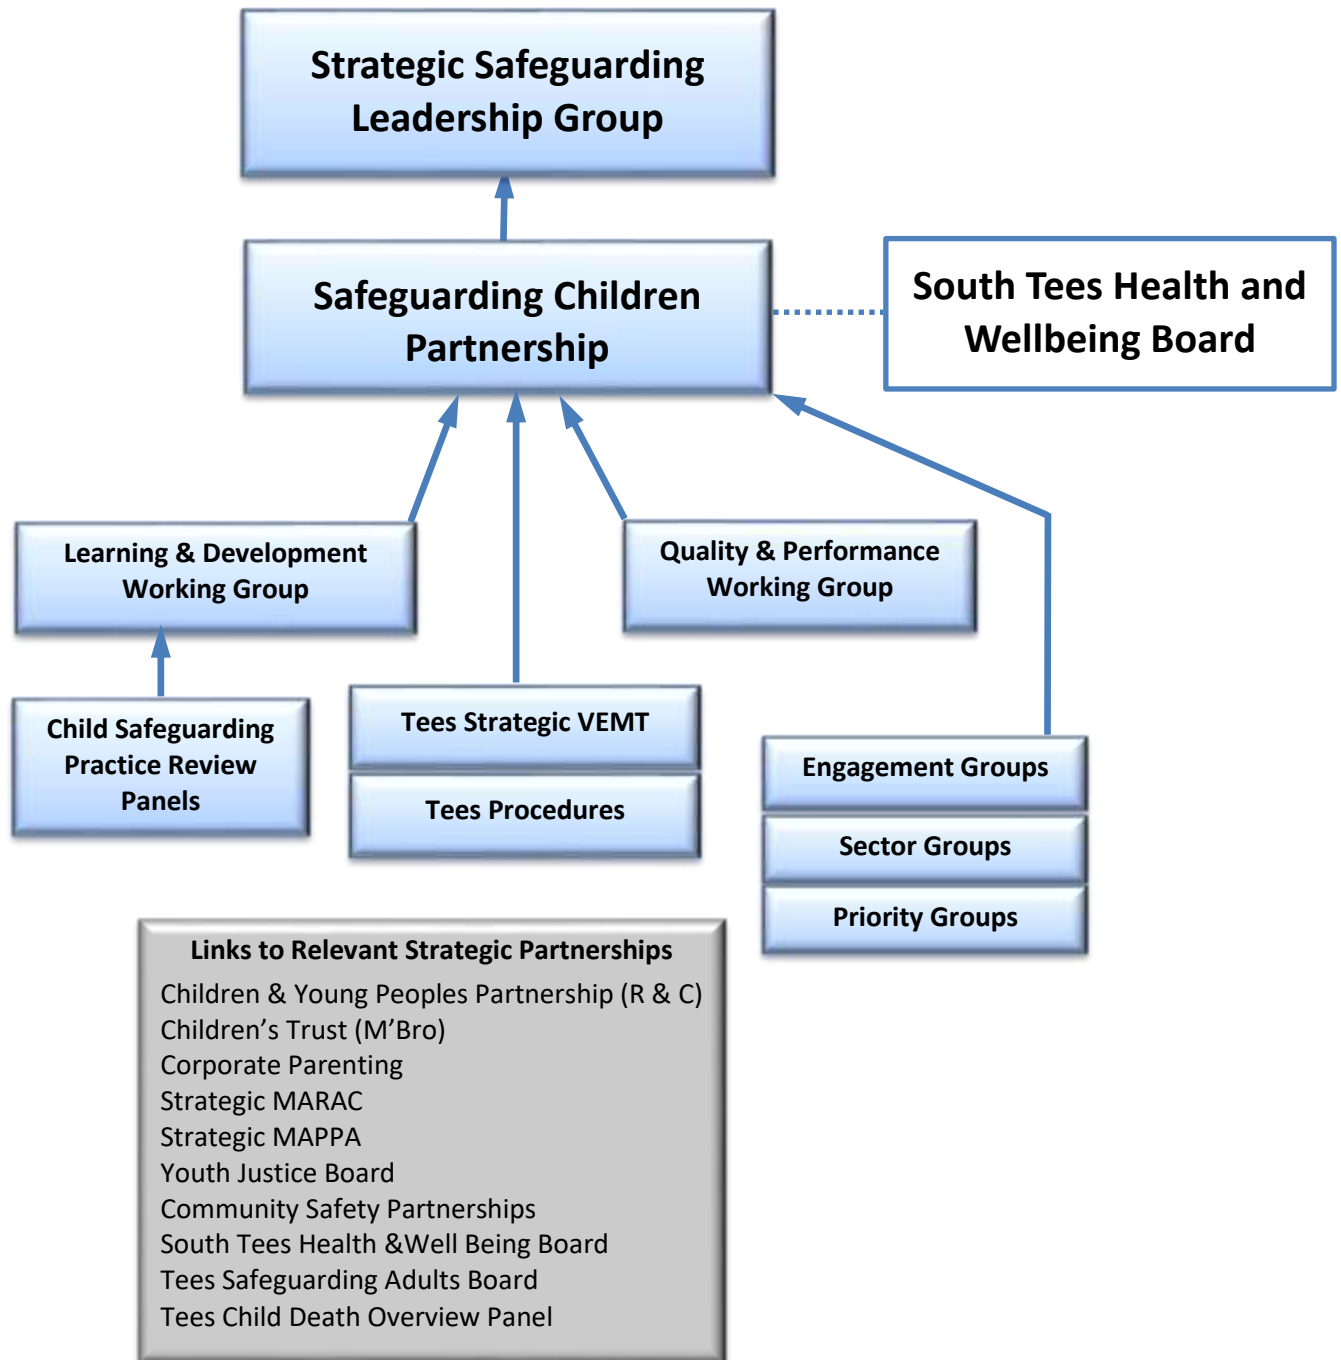 Strategic Safeguarding
Leadership Group
Safeguarding Children
Partnership
South Tees Health and
Wellbeing Board
Learning & Development
Working Group
Quality & Performance
Working Group
Child Safeguarding
Practice Review
Panels
Tees Strategic VEMT
Tees Procedures
Engagement Groups
Sector Groups
Priority Groups
Links to Relevant Strategic Partnerships
Children & Young Peoples Partnership (R & C)
Children’s Trust (M’Bro)
Corporate Parenting
Strategic MARAC
Strategic MAPPA
Youth Justice Board
Community Safety Partnerships
South Tees Health &Well Being Board
Tees Safeguarding Adults Board
Tees Child Death Overview Panel